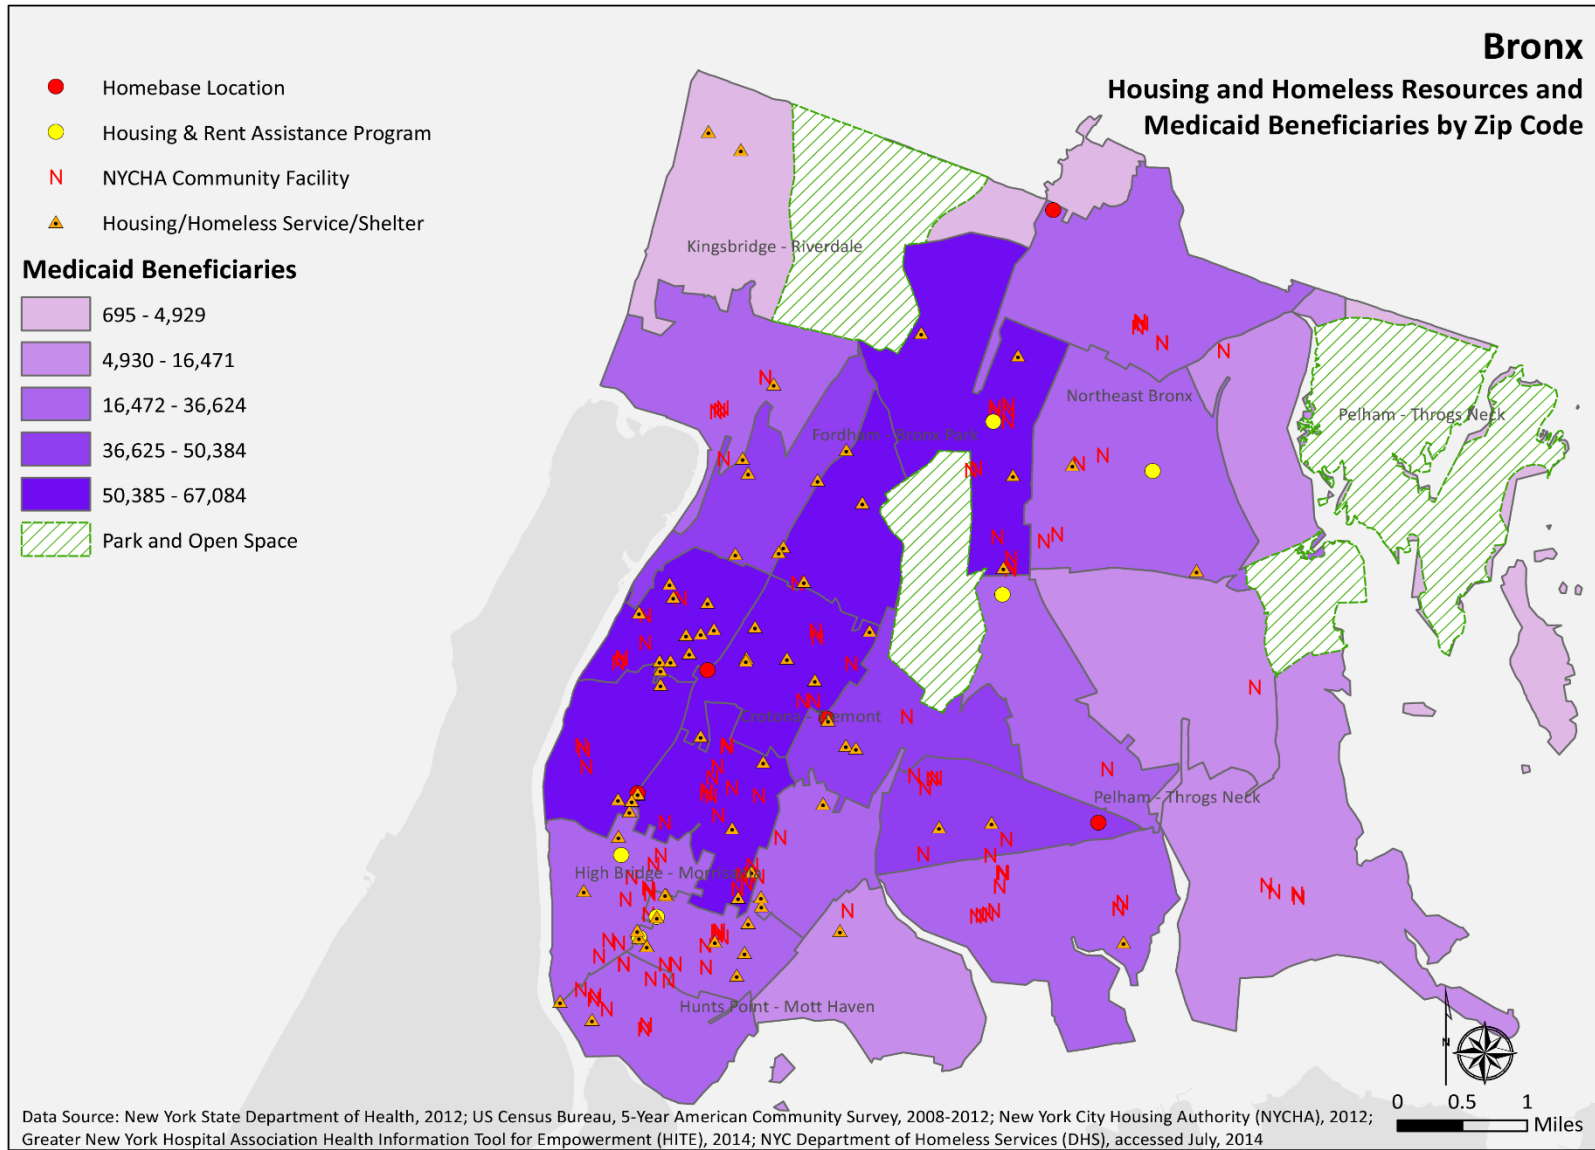 Bronx
Housing and Homeless Resources and
Medicaid Beneficiaries by Zip Code
Homebase Location
Housing & Rent Assistance Program
N NYCHA Community Facility
Housing/Homeless Service/Shelter
Medicaid Beneficiaries
695 - 4,929
4,930 - 16,471
16,472 - 36,624
36,625 - 50,384
50,385 - 67,084
Park and Open Space
Kingsbridge - Riverdale
Northeast Bronx
Pelham - Throgs Neck
Fordham - Bronx Park
Crotona - Tremont
Pelham - Throgs Neck
High Bridge - Morrisania
Hunts Point - Mott Haven
N
0 0.5 1
Miles
Data Source: New York State Department of Health, 2012; US Census Bureau, 5-Year American Community Survey, 2008-2012; New York City Housing Authority (NYCHA), 2012;
Greater New York Hospital Association Health Information Tool for Empowerment (HITE), 2014; NYC Department of Homeless Services (DHS), accessed July, 2014